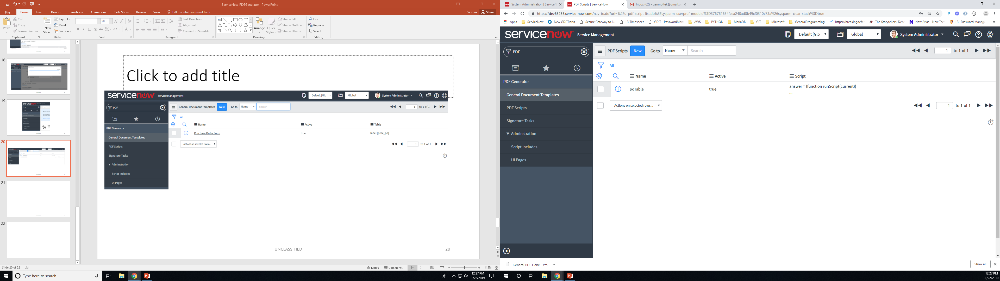 ServiceNow_PDGGenerator - PowerPoint
File Home Insert Design Transitions Animations Slide Show Review View Tell me what you want to do... Sign in Share
Paste
Cut
Copy
Format Painter
Clipboard
New
Slide
Layout
Reset
Section
Slides
28
B I U S abc AV Aa A
Font
Text Direction
Align Text
Convert to SmartArt
Paragraph
Arrange
Quick
Styles
Shape Fill
Shape Outline
Shape Effects
Drawing
Find
Replace
Select
Editing
18
19
20
21
22
Click to add title
servicenow Service Management Default [Glo Global System Administrator
PDF
General Document Templates New Go to Name Search 1 to 1 of 1
All
Name Active Table
Purchase Order Form true label [proc_po]
Actions on selected rows... 1 to 1 of 1
PDF Generator
General Document Templates
PDF Scripts
Signature Tasks
Adminstration
Script Includes
UI Pages
UNCLASSIFIED 20
Slide 20 of 22 Notes Comments 115%
Type here to search 12:27 PM
1/22/2019
System Administration | ServiceN PDF Scripts | ServiceNow Inbox (62) - genmoltek@gmail.c
https://dev65258.service-now.com/nav_to.do?uri=%2Fu_pdf_script_list.do%3Fsysparm_userpref_module%3D376781654fcea240ad8b49cf0310c73a%26sysparm_clear_stack%3Dtrue
Apps ServiceNow New GDITPorta Secure Gateway to N L3 Timesheet GDIT - PasswordMan AWS PYTHON MariaDB GIT Microsoft GeneralProgramming https://breakingdefe The Storytellers: Dece New Atlas - New Tech L3 -Password Manag
servicenow Service Management Default [Glo Global System Administrator
PDF
PDF Scripts New Go to Name Search 1 to 1 of 1
All
Name Active Script
poTable true answer = (function runScript(current){
...
Actions on selected rows... 1 to 1 of 1
PDF Generator
General Document Templates
PDF Scripts
Signature Tasks
Adminstration
Script Includes
UI Pages
General PDF Gene....xml Show all
12:27 PM
1/22/2019